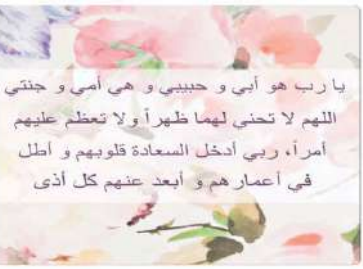 يا رب هو أبي و حبيبي و هي أمي و جنتي
اللهم لا تحني لهما ظهراً ولا تعظم عليهم
أمراً، ربي أدخل السعادة قلوبهم و أطل
في أعمارهم و أبعد عنهم كل أذى